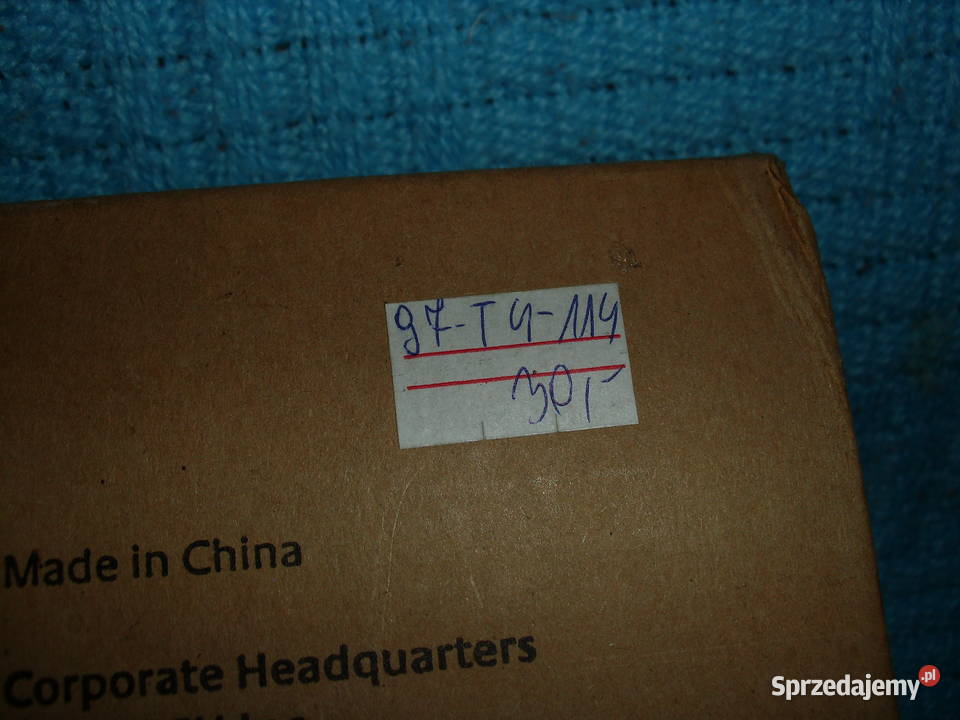 97-T4-114
30,-
Made in China
Corporate Headquarters
Sprzedajemy.pl